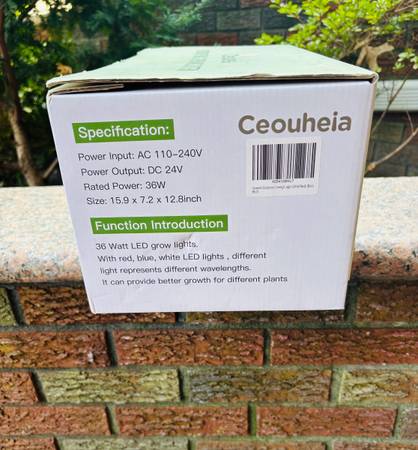 Ceouheia
Specification:
Power Input: AC 110-240V
Power Output: DC 24V
Rated Power: 36W
Size: 15.9 x 7.2 x 12.8inch
Function Introduction
36 Watt LED grow lights.
With red, blue, white LED lights , different
light represents different wavelengths.
It can provide better growth for different plants